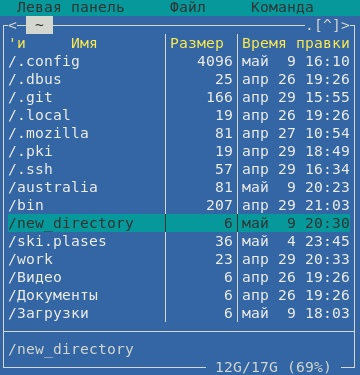 Левая панель Файл Команда
<— ~ .[^]>
'и Имя Размер Время правки
/.config 4096 май 9 16:10
/.dbus 25 апр 26 19:26
/.git 166 апр 29 15:55
/.local 19 апр 26 19:26
/.mozilla 81 апр 27 10:54
/.pki 19 апр 29 18:49
/.ssh 57 апр 29 16:34
/australia 81 май 9 20:23
/bin 207 апр 29 21:03
/new_directory 6 май 9 20:30
/ski.plases 36 май 4 23:45
/work 23 апр 29 20:33
/Видео 6 апр 26 19:26
/Документы 6 апр 26 19:26
/Загрузки 6 май 9 18:03
/new_directory
12G/17G (69%)